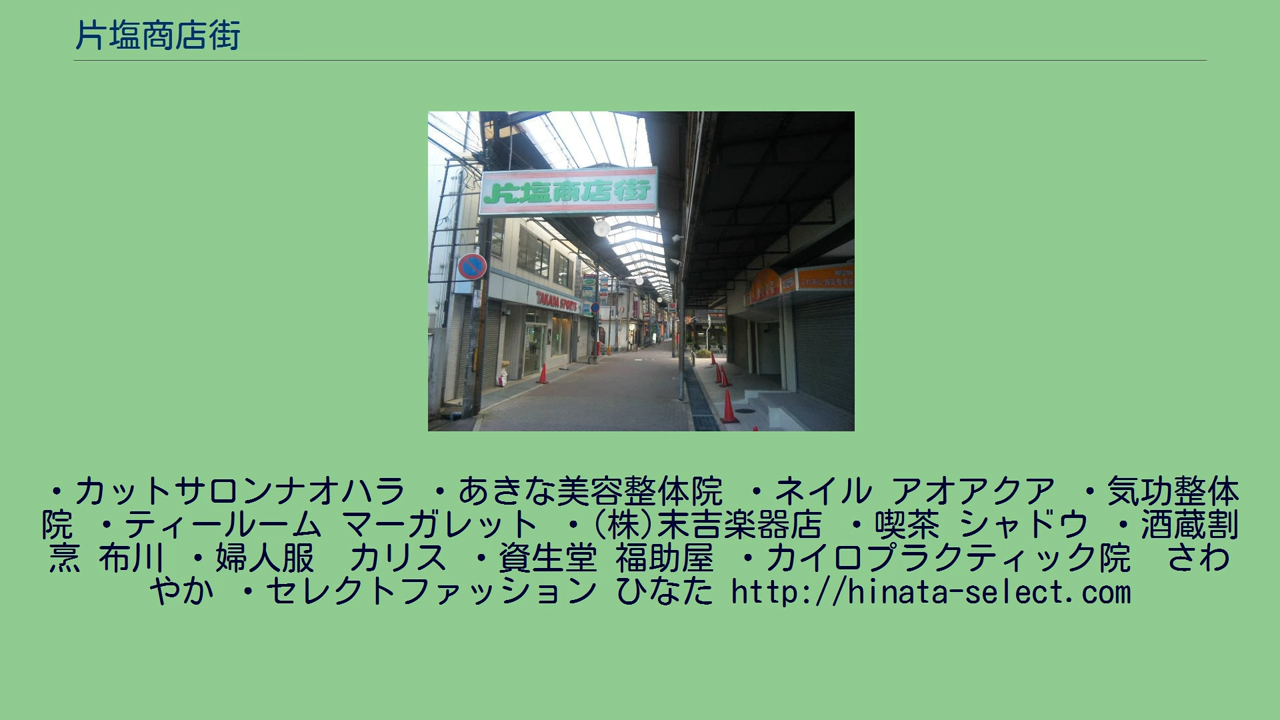 片塩商店街
片塩商店街
TAKADA SPORTS
・カットサロンナオハラ ・あきな美容整体院 ・ネイル アオアクア ・気功整体
院 ・ティールーム マーガレット ・(株)末吉楽器店 ・喫茶 シャドウ ・酒蔵割
烹 布川 ・婦人服　カリス ・資生堂 福助屋 ・カイロプラクティック院　さわ
やか ・セレクトファッション ひなた http://hinata-select.com